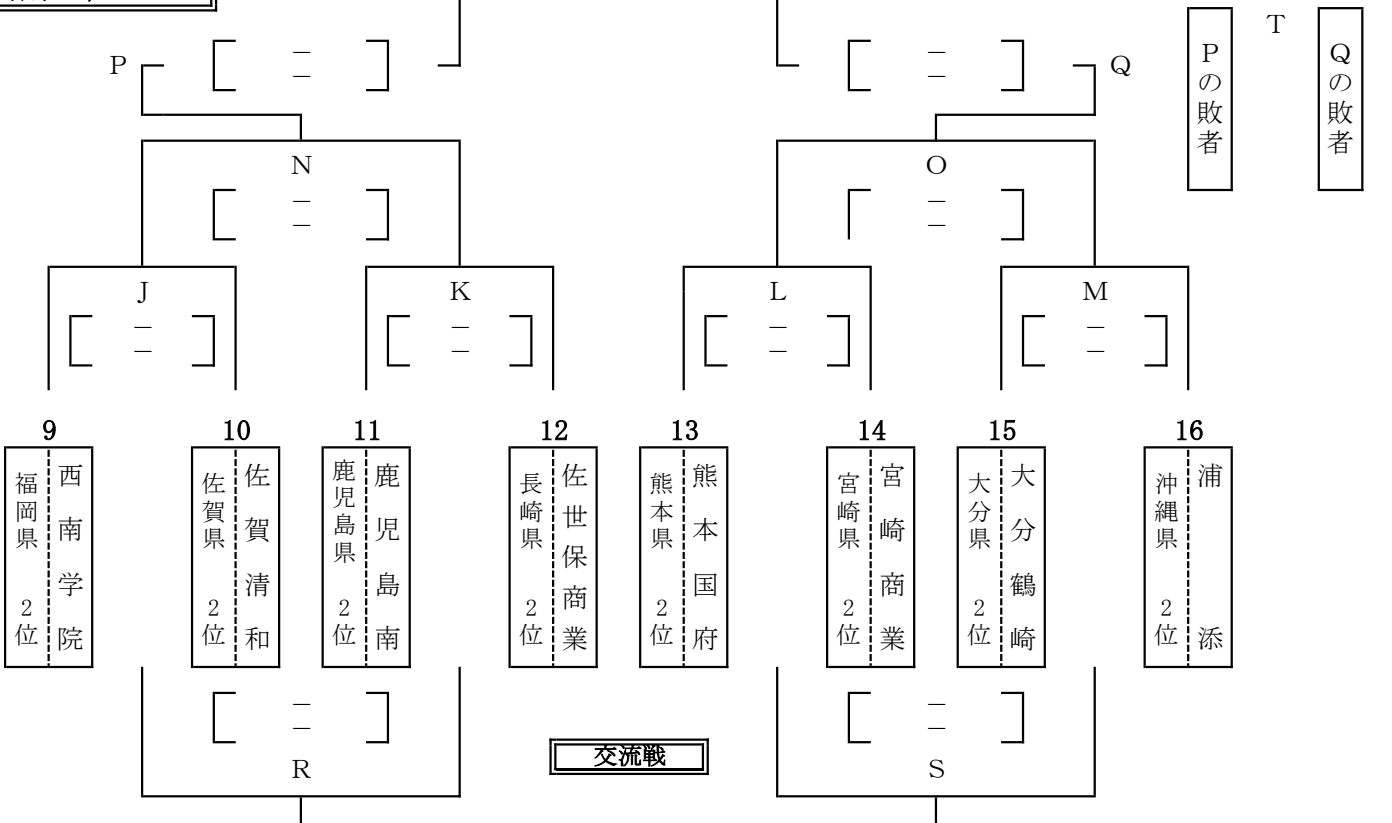 P
－
－
－
－
Q
Pの敗者
T
Qの敗者
N
－
－
O
－
－
J
－
－
K
－
－
L
－
－
M
－
－
9
福岡県 2位
西南学院
10
佐賀県 2位
佐賀清和
11
鹿児島県 2位
鹿児島南
12
長崎県 2位
佐世保商業
13
熊本県 2位
熊本国府
14
宮崎県 2位
宮崎商業
15
大分県 2位
大分鶴崎
16
沖縄県 2位
浦添
－
－
R
交流戦
－
－
S